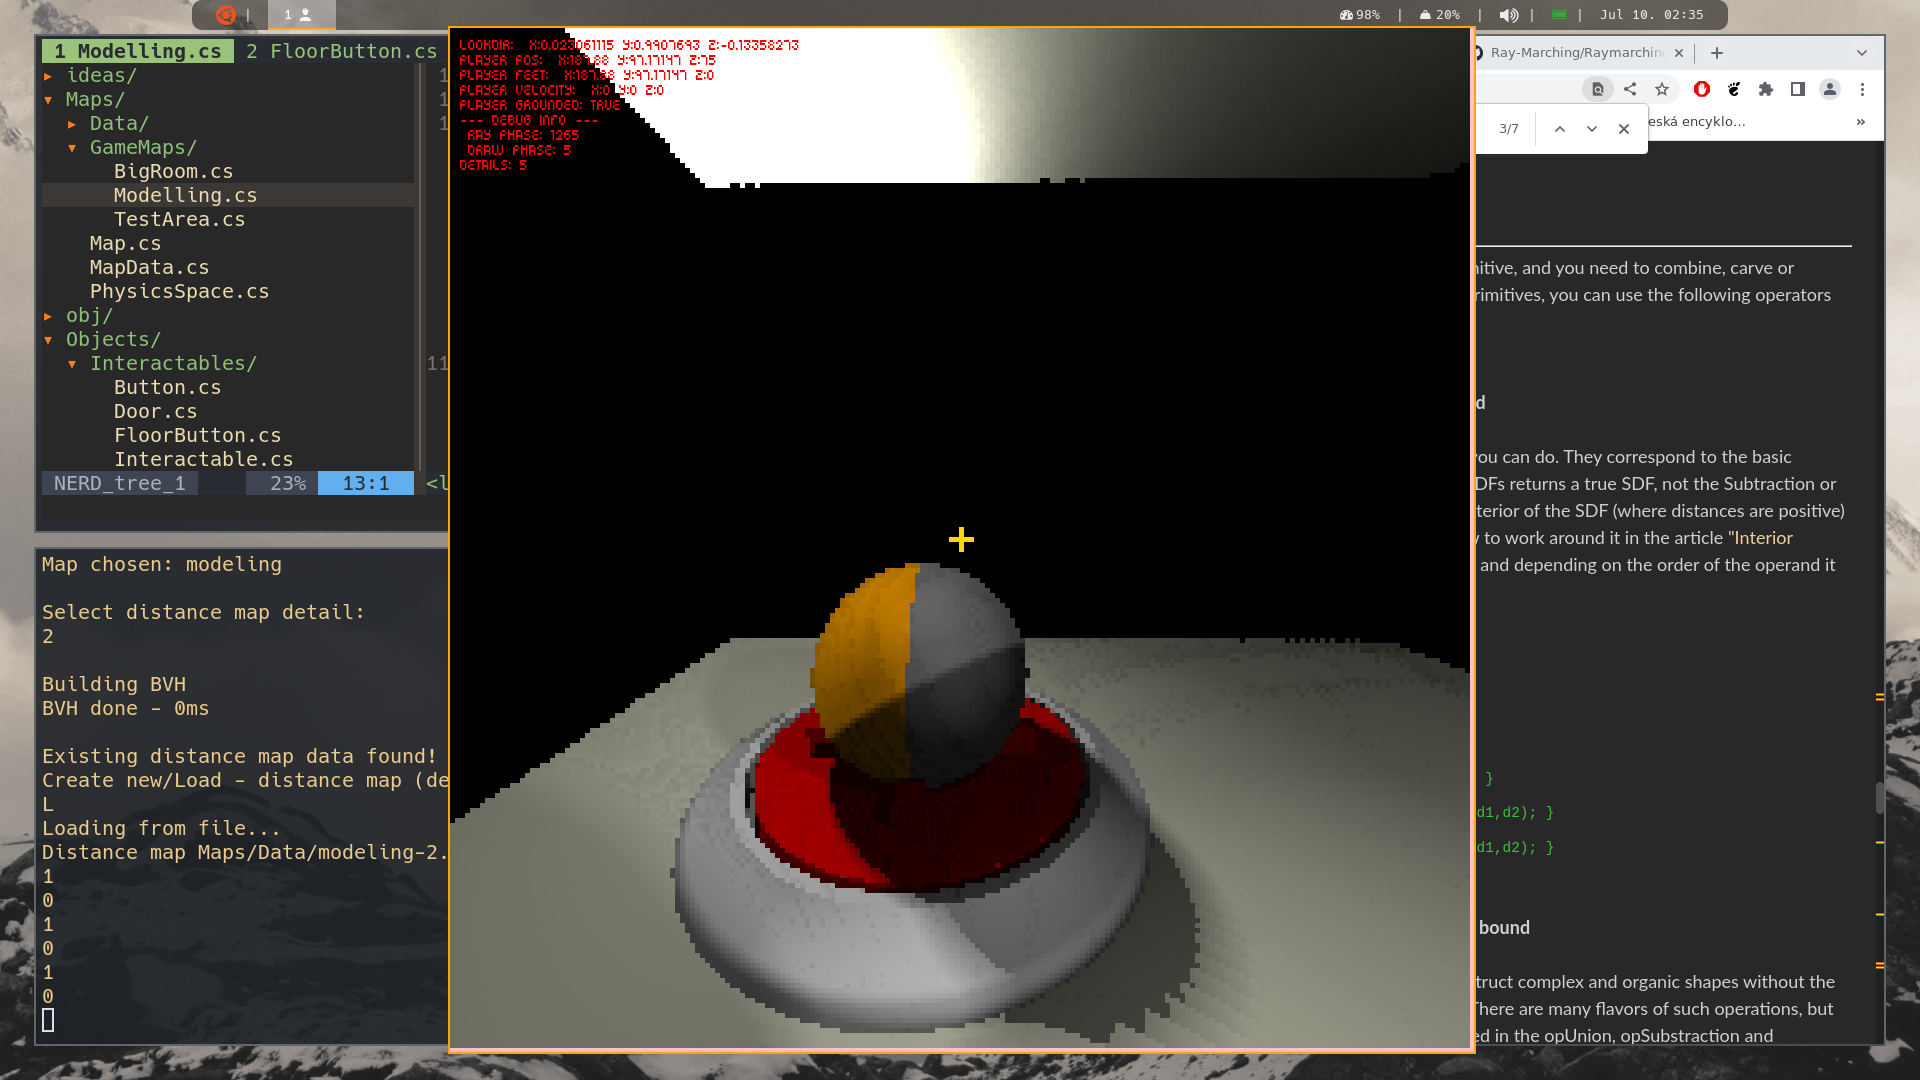 1
98% | 20% | | | Jul 10. 02:35
1 Modelling.cs 2 FloorButton.cs
▸ ideas/
▾ Maps/
▸ Data/
▾ GameMaps/
BigRoom.cs
Modelling.cs
TestArea.cs
Map.cs
MapData.cs
PhysicsSpace.cs
▸ obj/
▾ Objects/
▾ Interactables/
Button.cs
Door.cs
FloorButton.cs
Interactable.cs
NERD_tree_1 23% 13:1 <l
1
1
1
11
Map chosen: modeling
Select distance map detail:
2
Building BVH
BVH done - 0ms
Existing distance map data found!
Create new/Load - distance map (de
L
Loading from file...
Distance map Maps/Data/modeling-2.
1
0
1
0
1
0
LOOKDIR: X:0.023061115 Y:0.9907693 Z:-0.13358273
PLAYER POS: X:187.88 Y:97.17147 Z:75
PLAYER FEET: X:187.88 Y:97.17147 Z:0
PLAYER VELOCITY: X:0 Y:0 Z:0
PLAYER GROUNDED: TRUE
--- DEBUG INFO ---
RAY PHASE: 1265
DRAW PHASE: 5
DETAILS: 5
Ray-Marching/Raymarching
3/7
eská encyklo... »
nitive, and you need to combine, carve or
rimitives, you can use the following operators
d
you can do. They correspond to the basic
DFs returns a true SDF, not the Subtraction or
terior of the SDF (where distances are positive)
to work around it in the article "Interior
and depending on the order of the operand it
}
d1,d2); }
d1,d2); }
bound
truct complex and organic shapes without the
There are many flavors of such operations, but
ed in the opUnion, opSubstraction and